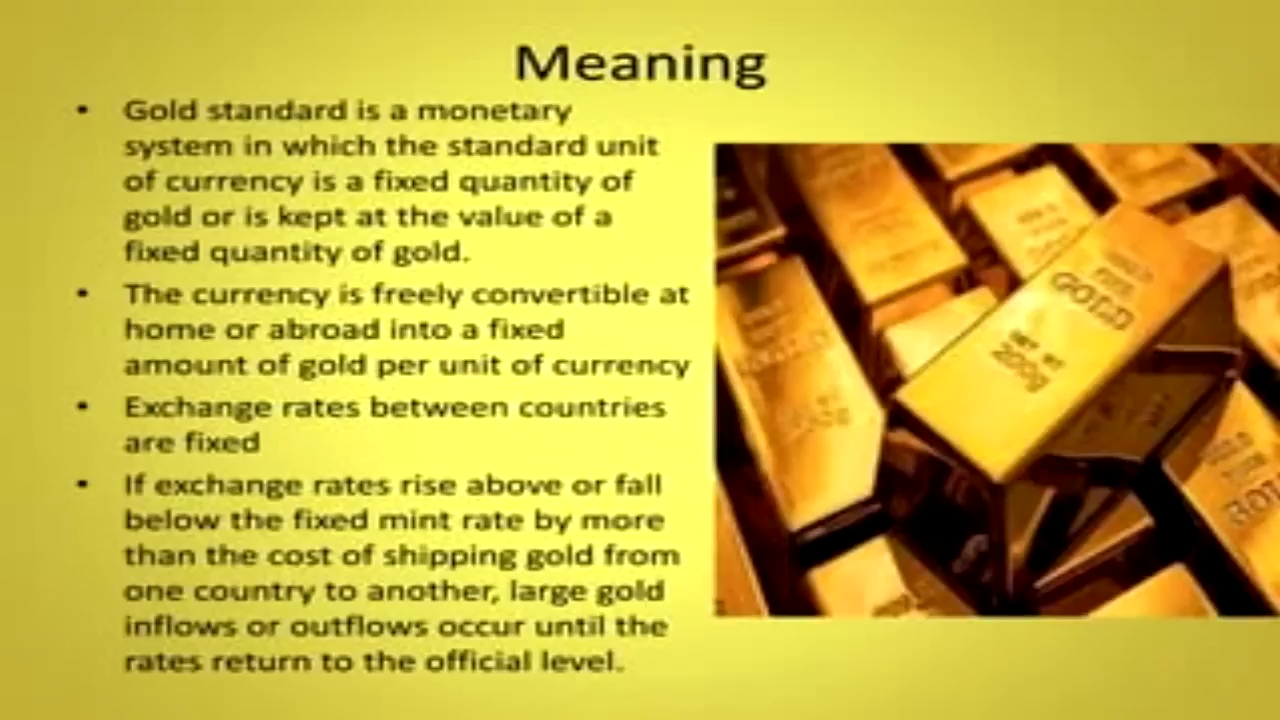 Meaning
• Gold standard is a monetary
system in which the standard unit
of currency is a fixed quantity of
gold or is kept at the value of a
fixed quantity of gold.
• The currency is freely convertible at
home or abroad into a fixed
amount of gold per unit of currency
• Exchange rates between countries
are fixed
• If exchange rates rise above or fall
below the fixed mint rate by more
than the cost of shipping gold from
one country to another, large gold
inflows or outflows occur until the
rates return to the official level.
GOLD
NET WT
200g